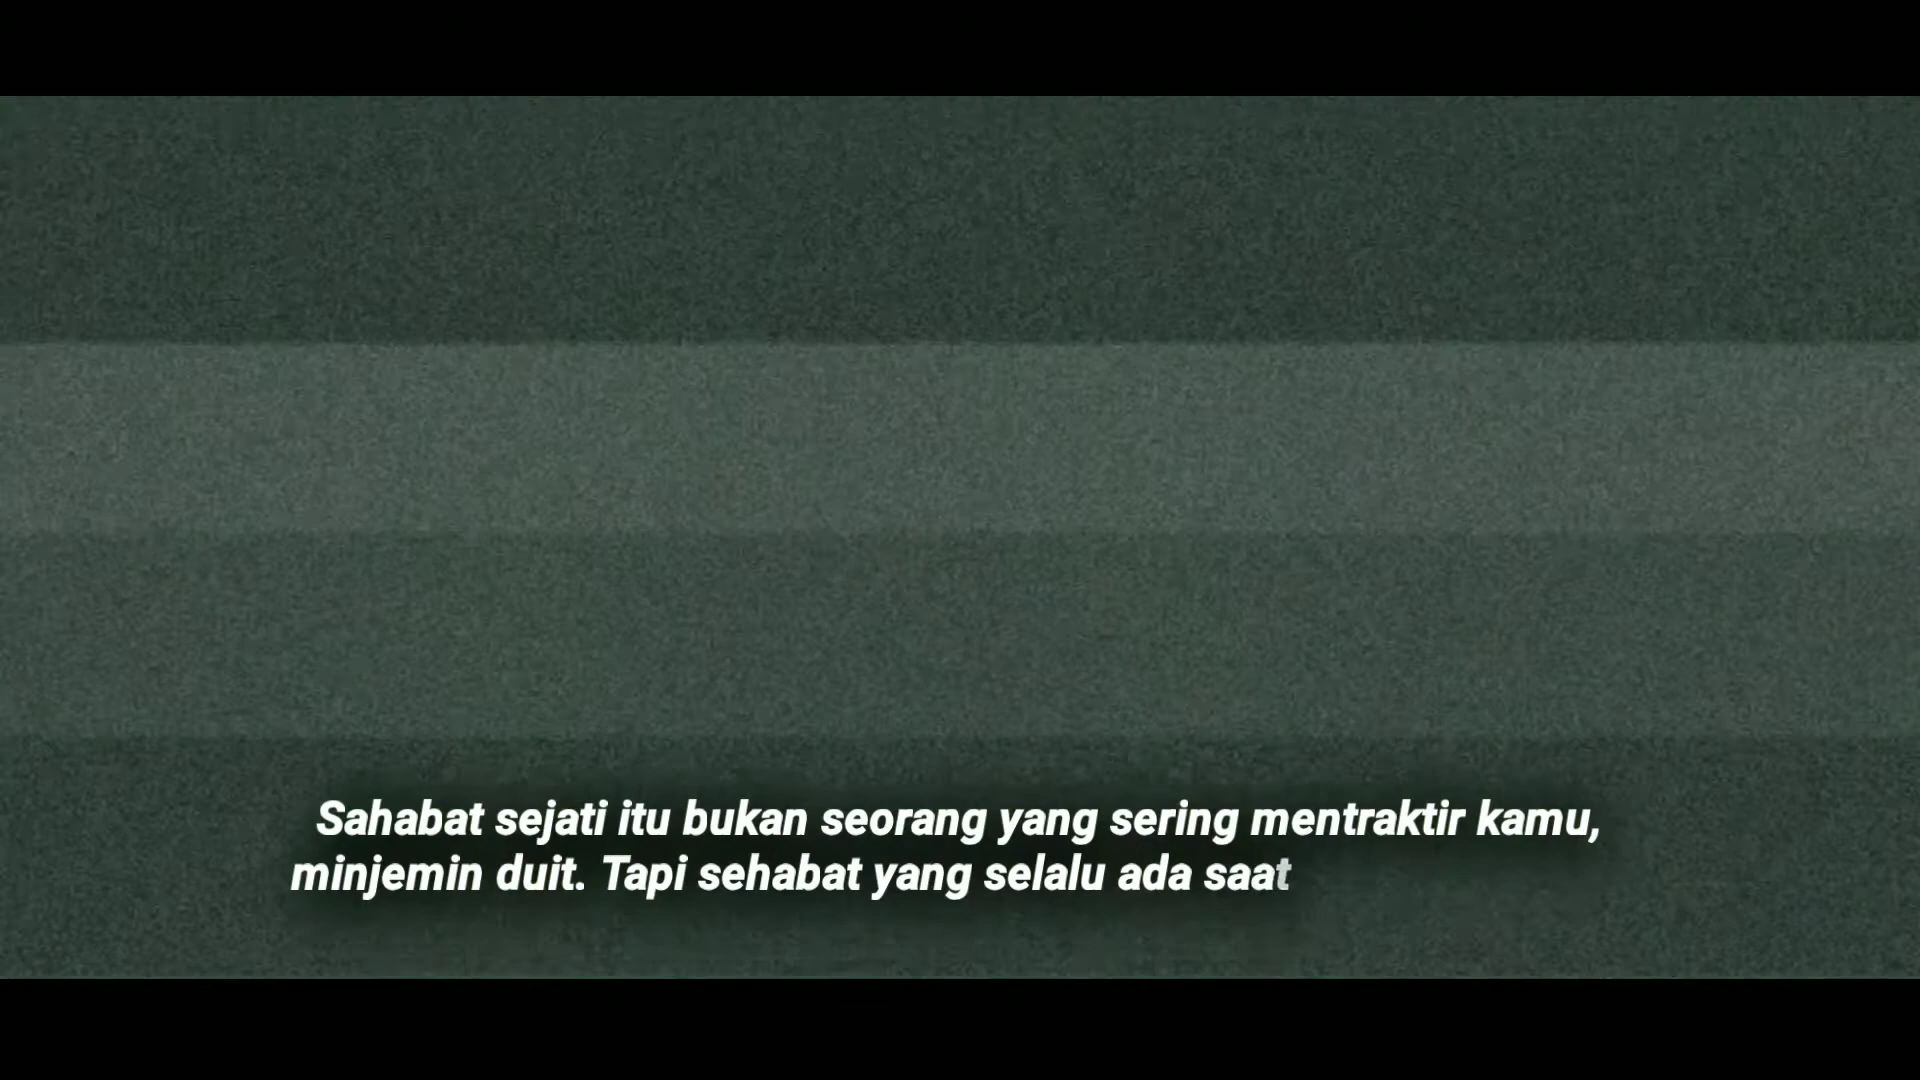 Sahabat sejati itu bukan seorang yang sering mentraktir kamu,
minjemin duit. Tapi sehabat yang selalu ada saat